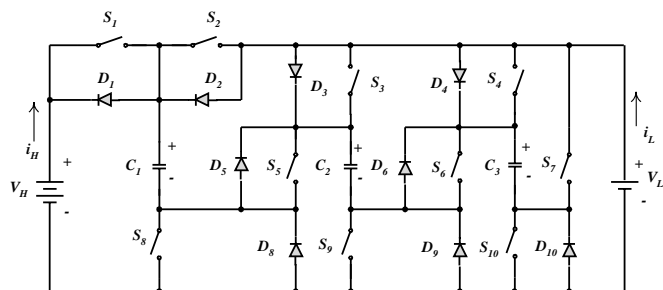 S1
S2
D1
D2
D3
S3
D4
S4
iH
iL
+
+
+
+
+
VH
C1
D5
S5
C2
D6
S6
C3
S7
VL
-
-
-
-
-
S8
D8
S9
D9
S10
D10